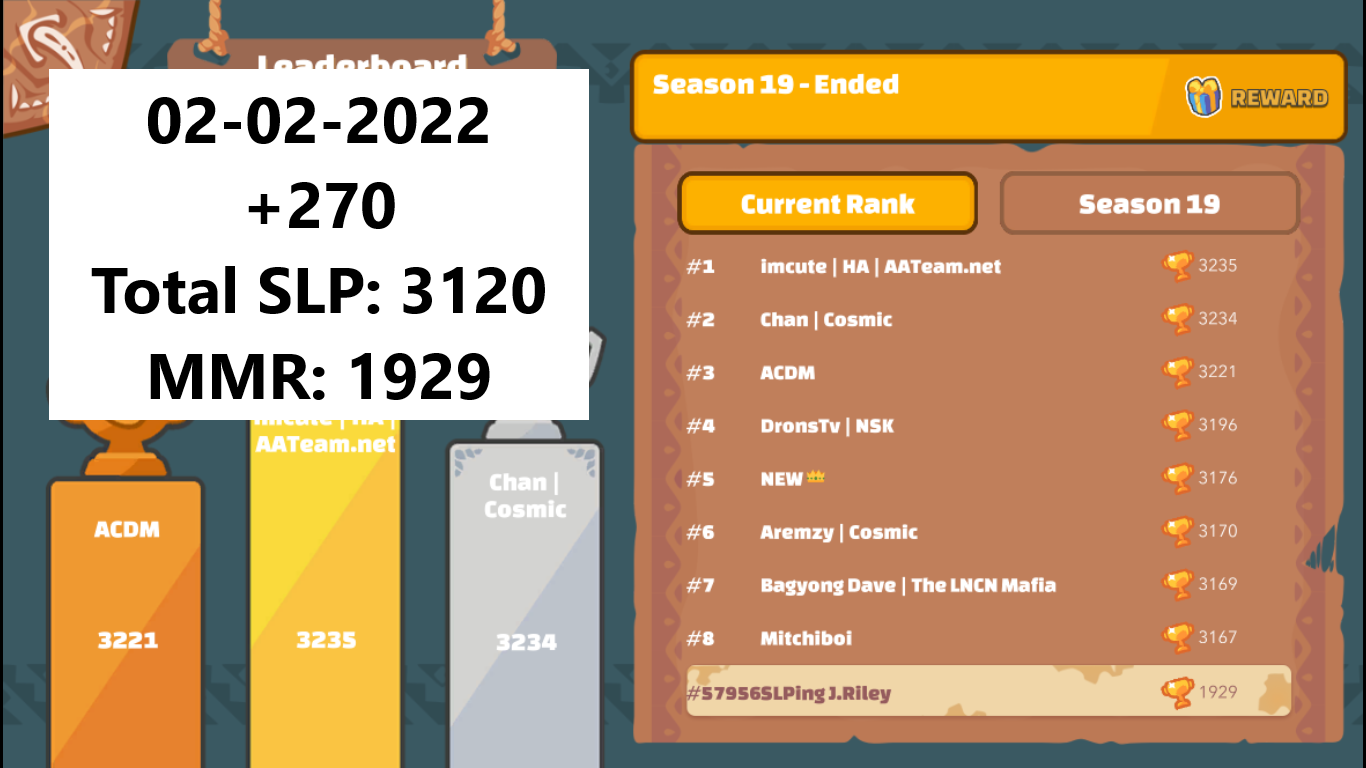 Leaderboard
02-02-2022
+270
Total SLP: 3120
MMR: 1929
imcute | HA |
AATeam.net
Chan |
Cosmic
ACDM
3221
3235
3234
Season 19 - Ended
REWARD
Current Rank
Season 19
#1 imcute | HA | AATeam.net 3235
#2 Chan | Cosmic 3234
#3 ACDM 3221
#4 DronsTv | NSK 3196
#5 NEW 3176
#6 Aremzy | Cosmic 3170
#7 Bagyong Dave | The LNCN Mafia 3169
#8 Mitchiboi 3167
#57956SLPing J.Riley 1929